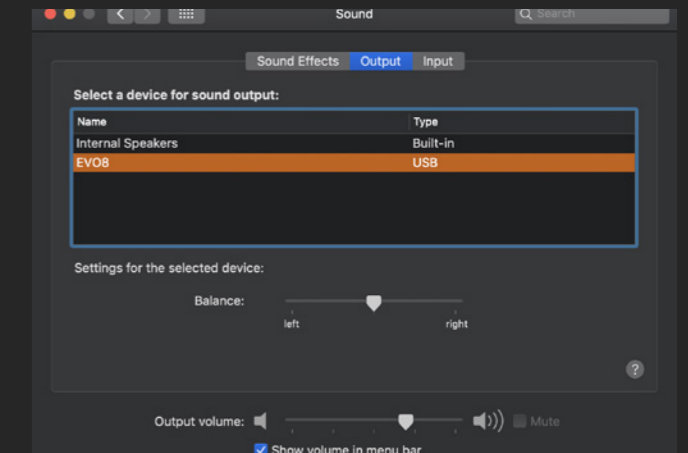 Sound
Search
Sound Effects Output Input
Select a device for sound output:
Name Type
Internal Speakers Built-in
EVO8 USB
Settings for the selected device:
Balance:
left right
?
Output volume: Mute
Show volume in menu bar